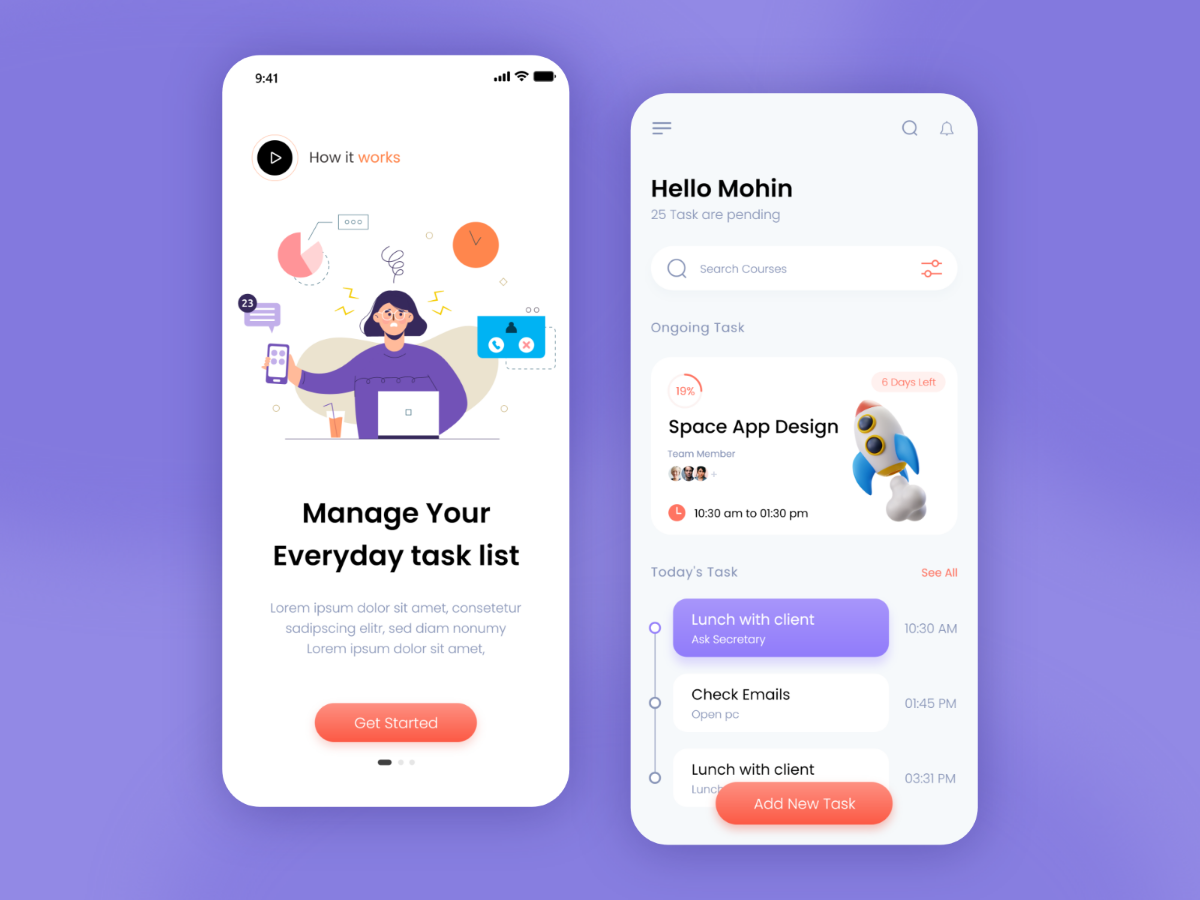 9:41
How it works
23
Manage Your
Everyday task list
Lorem ipsum dolor sit amet, consetetur
sadipscing elitr, sed diam nonumy
Lorem ipsum dolor sit amet,
Get Started
Hello Mohin
25 Task are pending
Search Courses
Ongoing Task
19%
6 Days Left
Space App Design
Team Member
+
10:30 am to 01:30 pm
Today's Task
See All
Lunch with client
Ask Secretary
10:30 AM
Check Emails
Open pc
01:45 PM
Lunch with client
Lunch
03:31 PM
Add New Task